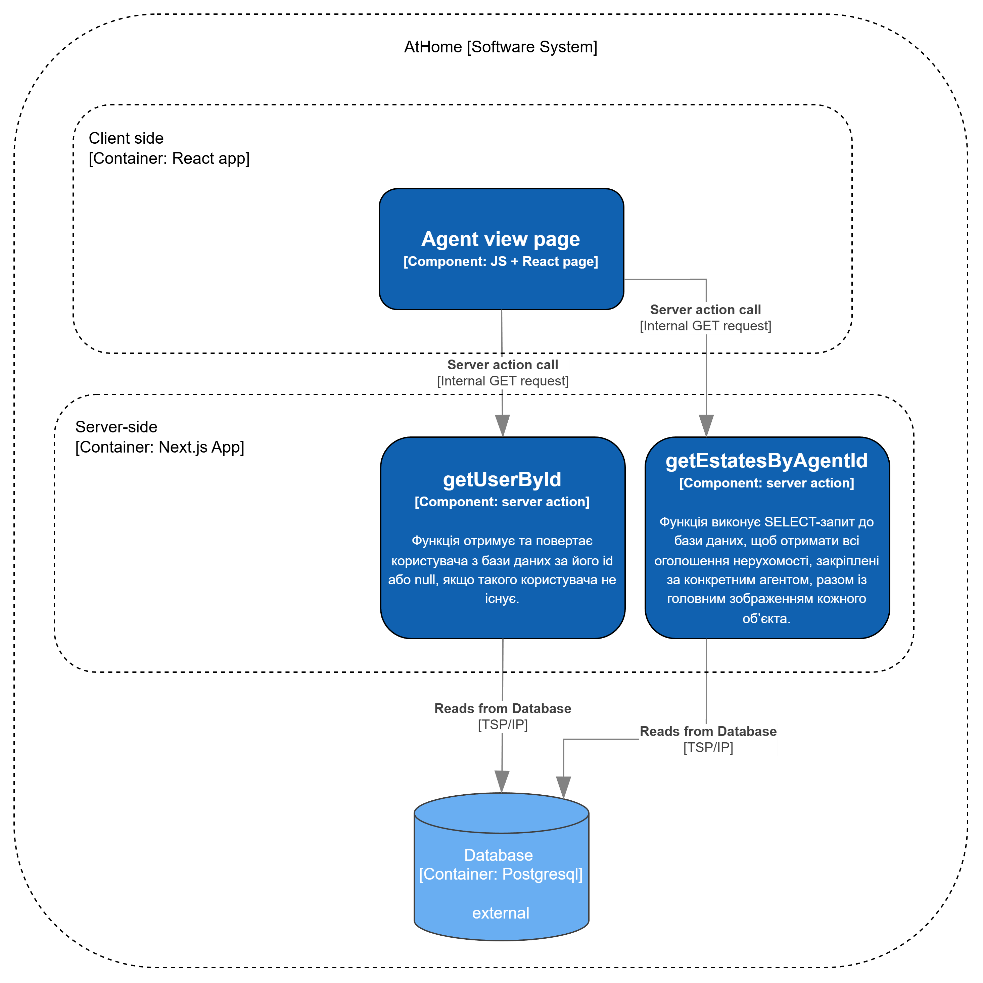 AtHome [Software System]
Client side
[Container: React app]
Agent view page
[Component: JS + React page]
Server action call
[Internal GET request]
Server action call
[Internal GET request]
Server-side
[Container: Next.js App]
getUserById
[Component: server action]
Функція отримує та повертає
користувача з бази даних за його id
або null, якщо такого користувача не
існує.
getEstatesByAgentId
[Component: server action]
Функція виконує SELECT-запит до
бази даних, щоб отримати всі
оголошення нерухомості, закріплені
за конкретним агентом, разом із
головним зображенням кожного
об’єкта.
Reads from Database
[TSP/IP]
Reads from Database
[TSP/IP]
Database
[Container: Postgresql]
external